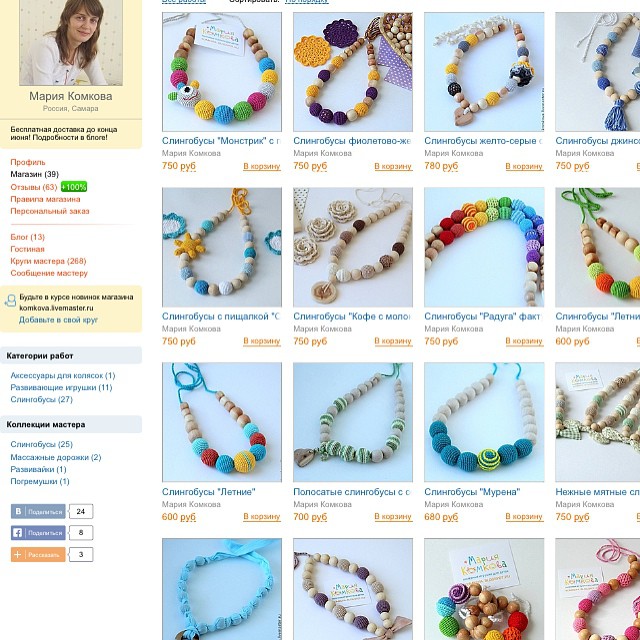 Все работы Сортировать: По порядку
Мария Комкова
Россия, Самара
Бесплатная доставка до конца
июня! Подробности в блоге!
Профиль
Магазин (39)
Отзывы (63) +100%
Правила магазина
Персональный заказ
Блог (13)
Гостиная
Круги мастера (268)
Сообщение мастеру
Будьте в курсе новинок магазина
komkova.livemaster.ru
Добавьте в свой круг
Категории работ
Аксессуары для колясок (1)
Развивающие игрушки (11)
Слингобусы (27)
Коллекции мастера
Слингобусы (25)
Массажные дорожки (2)
Развивайки (1)
Погремушки (1)
Поделиться 24
Поделиться 8
Рассказать 3
Мария
Комкова
Слингобусы "Монстрик" с
Мария Комкова
750 руб В корзину
Слингобусы фиолетово-же
Мария Комкова
750 руб В корзину
Слингобусы желто-серые с
Мария Комкова
780 руб В корзину
Слингобусы джинсо
Мария Комкова
750 руб
Слингобусы с пищалкой
Мария Комкова
750 руб В корзину
Слингобусы "Кофе с моло
Мария Комкова
750 руб В корзину
Слингобусы "Радуга" факт
Мария Комкова
750 руб В корзину
Слингобусы "Летни
Мария Комкова
600 руб
Слингобусы "Летние"
Мария Комкова
600 руб В корзину
Полосатые слингобусы с се
Мария Комкова
700 руб В корзину
Слингобусы "Мурена"
Мария Комкова
680 руб В корзину
Нежные мятные сл
Мария Комкова
750 руб
Мария
Комкова
Мария
Комкова
Мария
Комкова